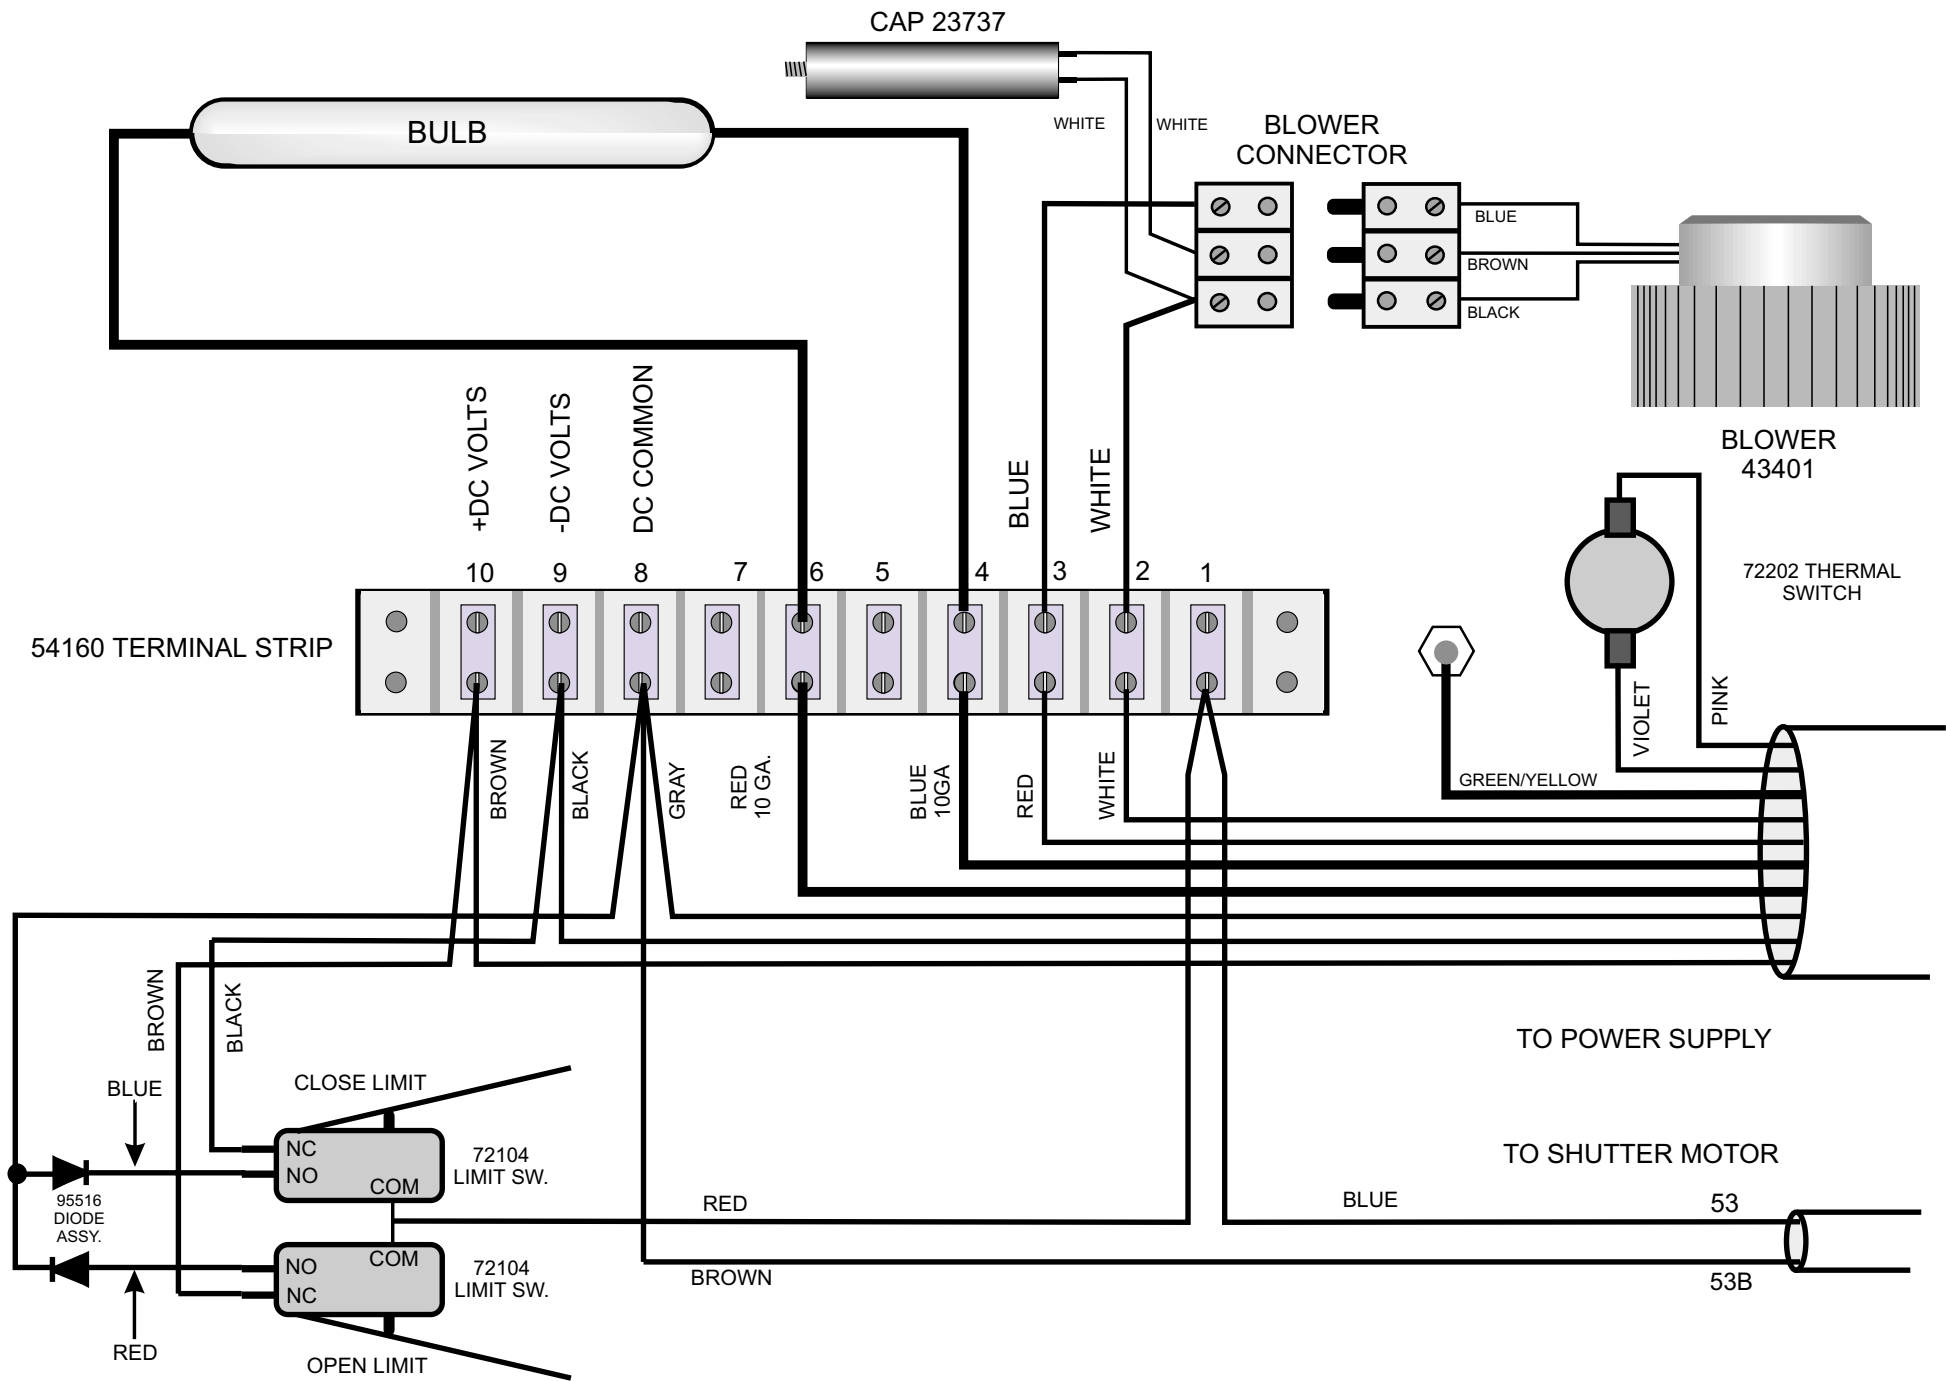 CAP 23737
BULB
WHITE
WHITE
BLOWER
CONNECTOR
BLUE
BROWN
BLACK
BLOWER
43401
+DC VOLTS
-DC VOLTS
DC COMMON
BLUE
WHITE
10
9
8
7
6
5
4
3
2
1
72202 THERMAL
SWITCH
54160 TERMINAL STRIP
VIOLET
PINK
BROWN
BLACK
GRAY
RED
10 GA.
BLUE
10GA
RED
WHITE
GREEN/YELLOW
BROWN
BLACK
TO POWER SUPPLY
BLUE
CLOSE LIMIT
NC
NO
COM
72104
LIMIT SW.
TO SHUTTER MOTOR
95516
DIODE
ASSY.
RED
BLUE
53
NO
NC
COM
72104
LIMIT SW.
BROWN
53B
RED
OPEN LIMIT